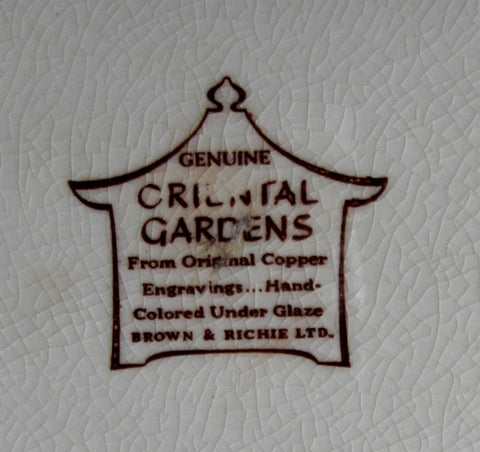 GENUINE
ORIENTAL
GARDENS
From Original Copper
Engravings...Hand-
Colored Under Glaze
BROWN & RICHIE LTD.,